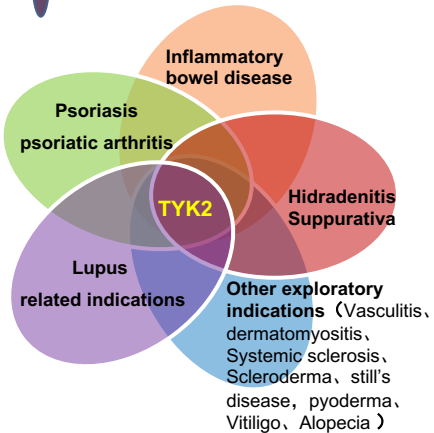 Inflammatory
bowel disease
Psoriasis
psoriatic arthritis
TYK2
Hidradenitis
Suppurativa
Lupus
related indications
Other exploratory
indications（Vasculitis、
dermatomyositis、
Systemic sclerosis、
Scleroderma、still's
disease，pyoderma、
Vitiligo、Alopecia ）